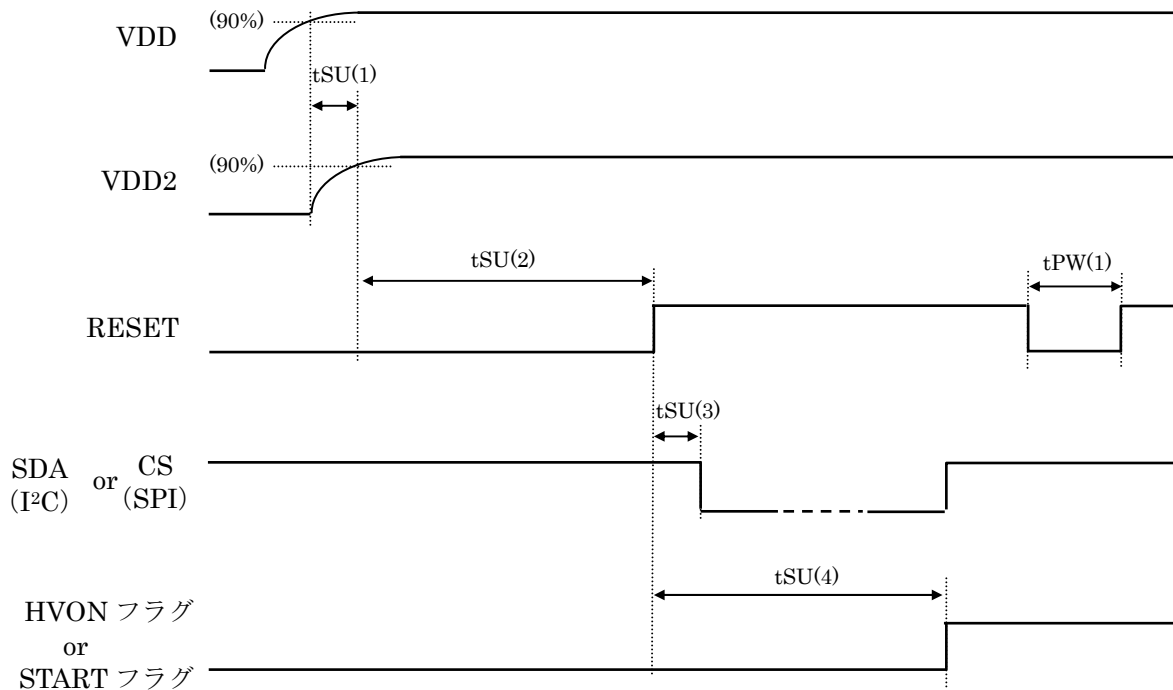 (90%)
VDD
tSU(1)
(90%)
VDD2
tSU(2)
tPW(1)
RESET
tSU(3)
SDA or CS
(I²C) (SPI)
tSU(4)
HVON フラグ
or
START フラグ